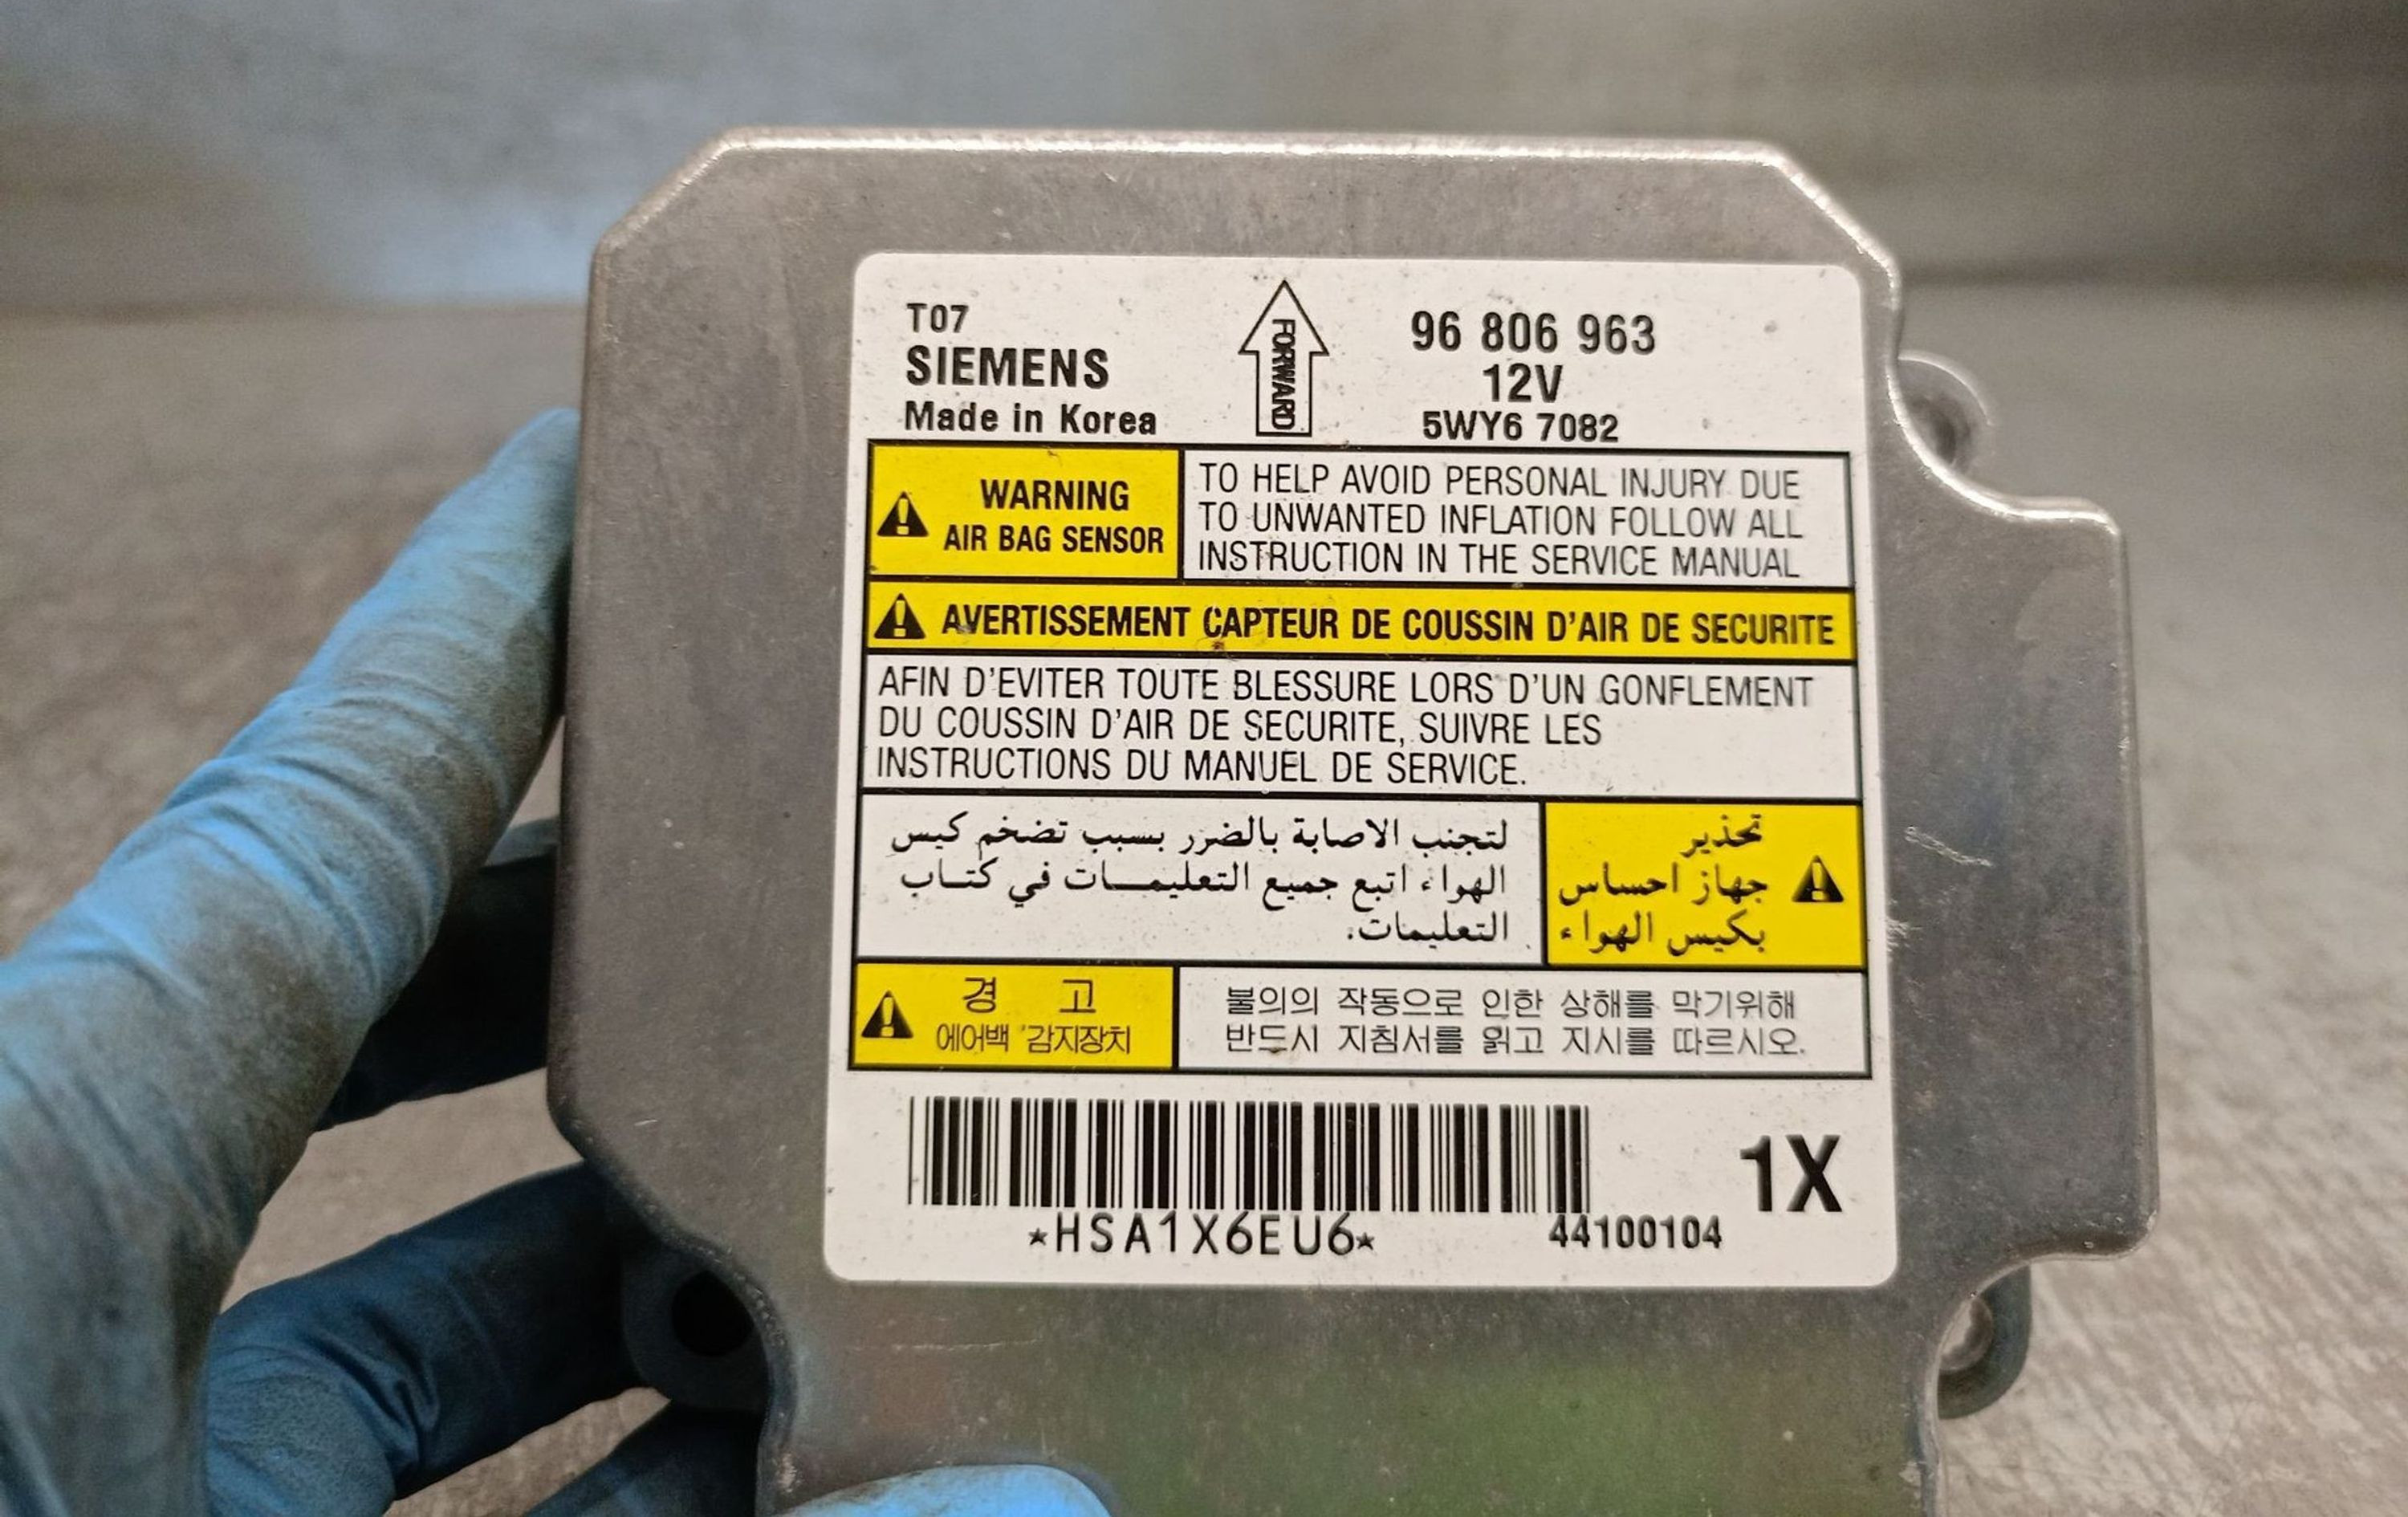 T07
SIEMENS
Made in Korea
FORWARD
96 806 963
12V
5WY6 7082
WARNING
AIR BAG SENSOR
TO HELP AVOID PERSONAL INJURY DUE
TO UNWANTED INFLATION FOLLOW ALL
INSTRUCTION IN THE SERVICE MANUAL
AVERTISSEMENT CAPTEUR DE COUSSIN D'AIR DE SECURITE
AFIN D'EVITER TOUTE BLESSURE LORS D'UN GONFLEMENT
DU COUSSIN D'AIR DE SECURITE, SUIVRE LES
INSTRUCTIONS DU MANUEL DE SERVICE.
تحذير
جهاز احساس
بكيس الهواء
لتجنب الاصابة بالضرر بسبب تضخم كيس
الهواء اتبع جميع التعليمـــات في كتـاب
التعليمات.
경 고
에어백 감지장치
불의의 작동으로 인한 상해를 막기위해
반드시 지침서를 읽고 지시를 따르시오.
*HSA1X6EU6*
44100104
1X